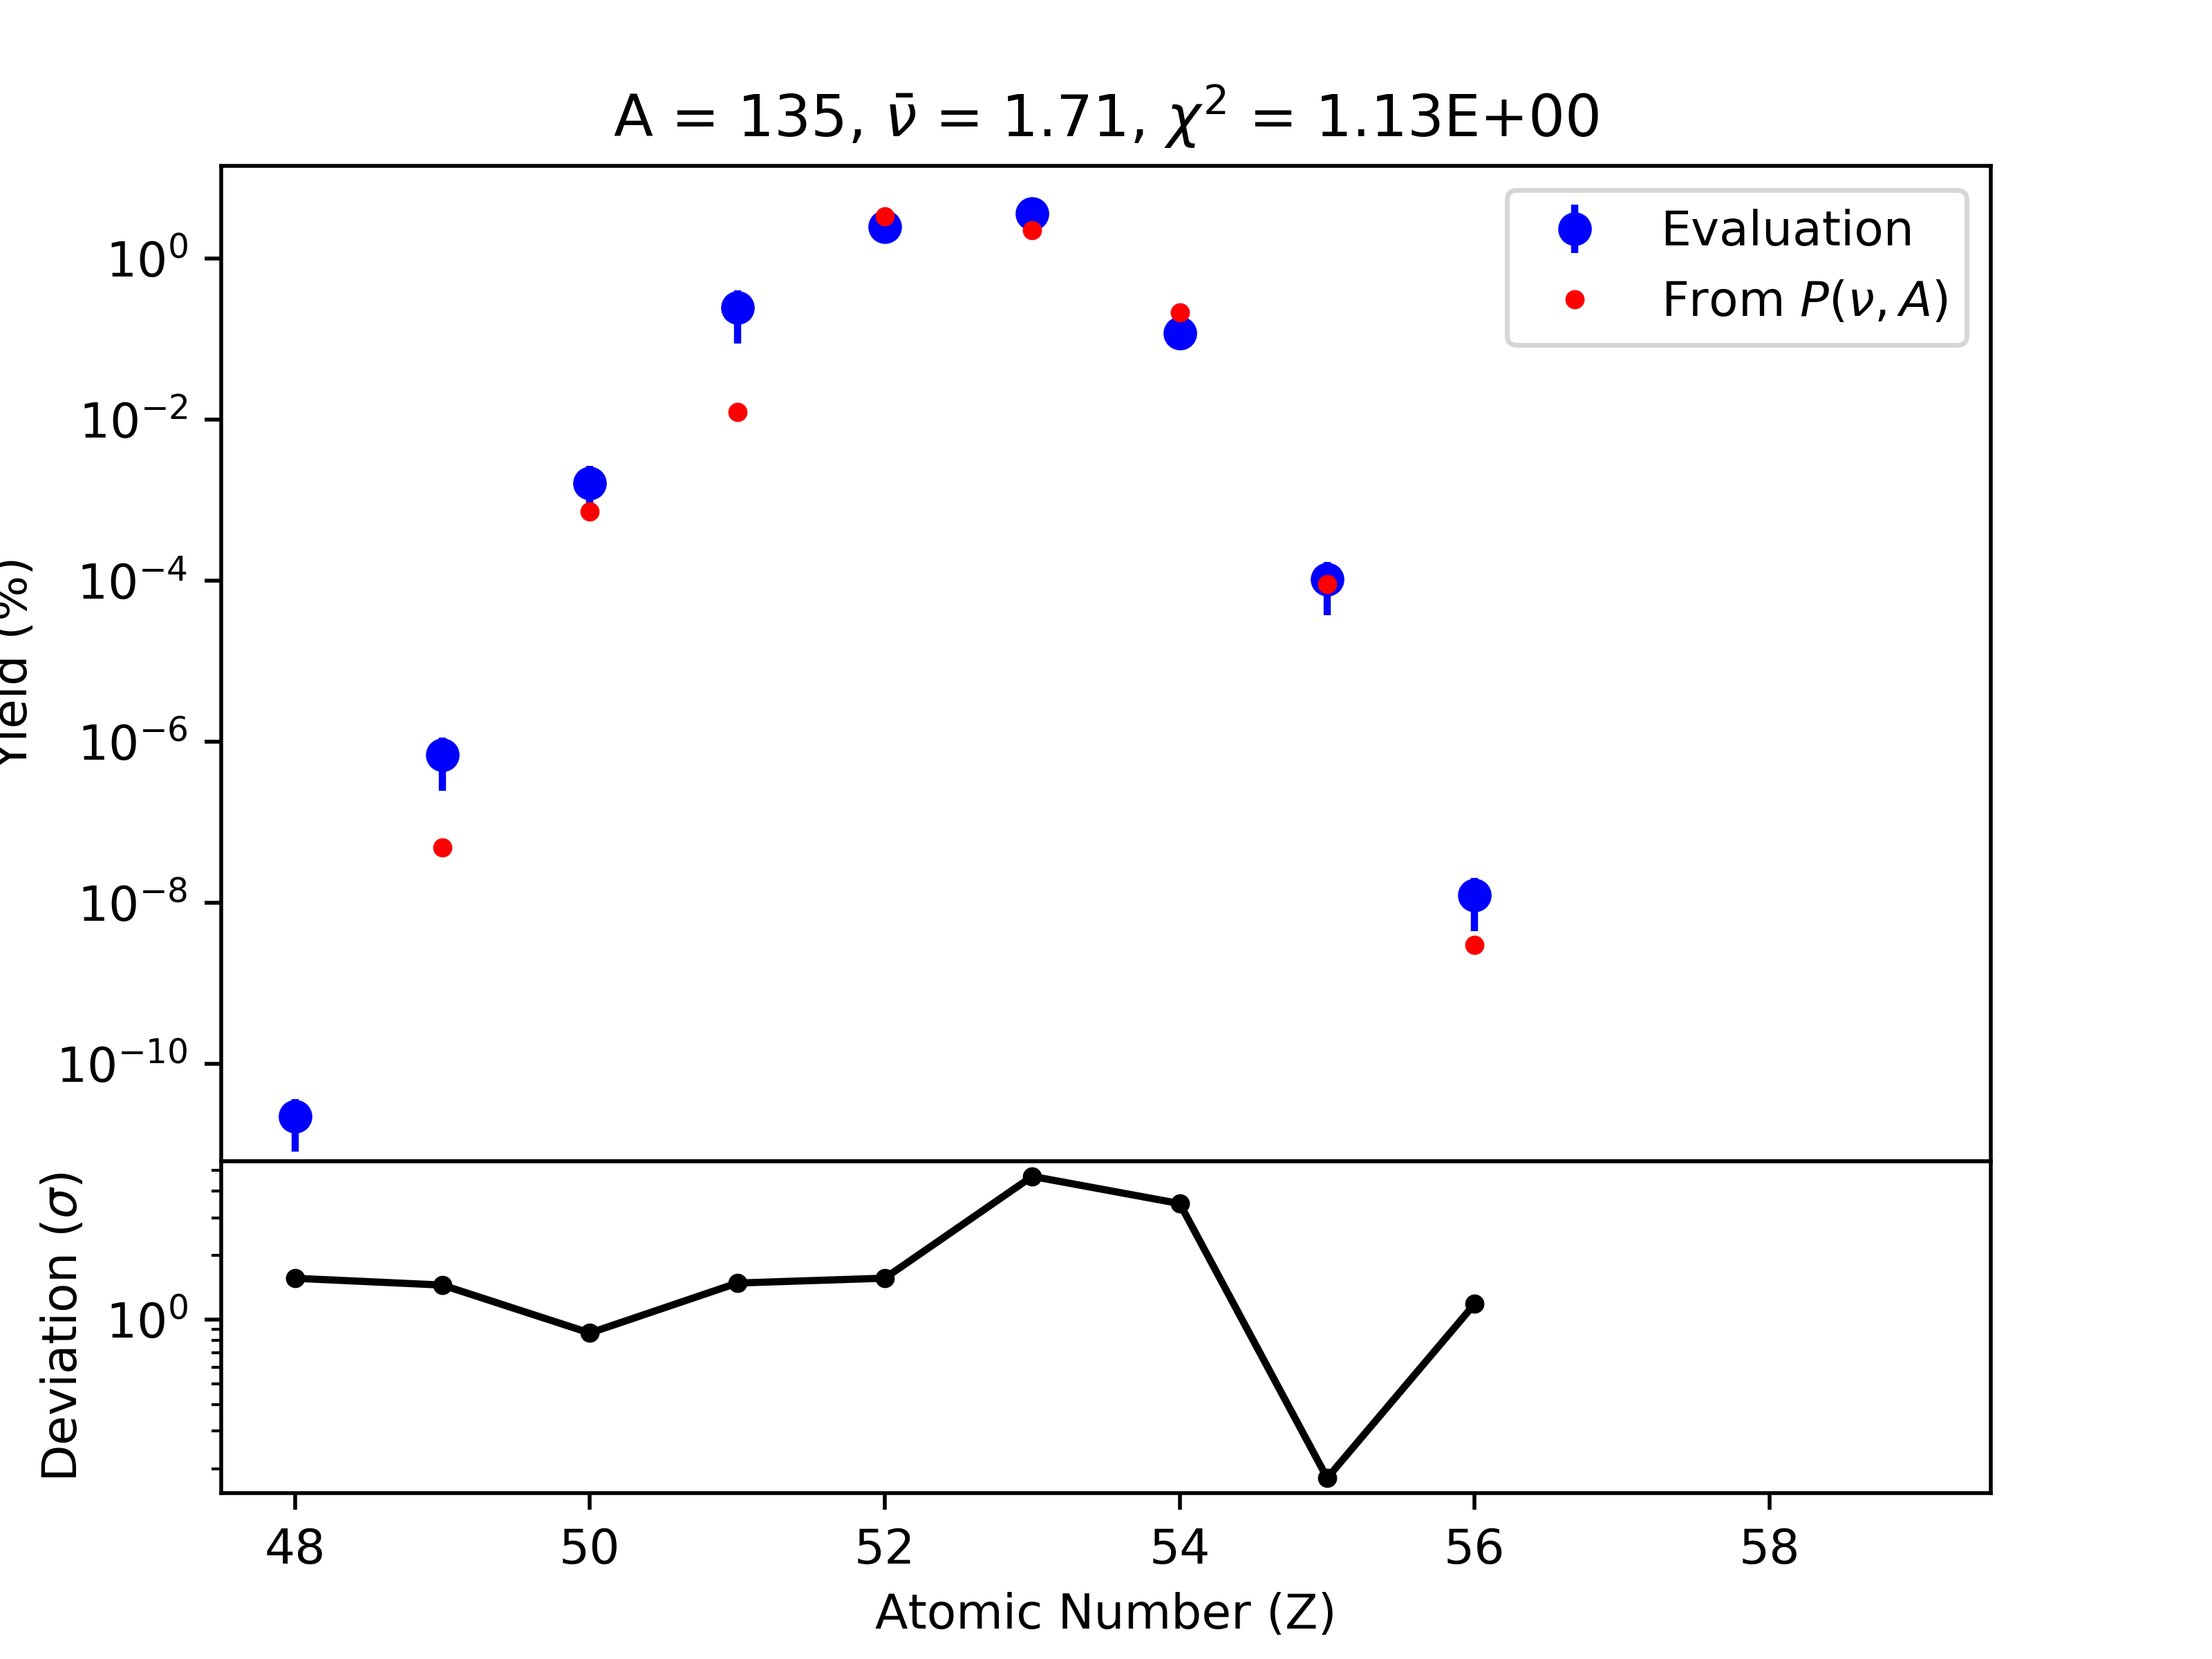 A = 135, ν̄ = 1.71, χ² = 1.13E+00
Evaluation
From P(ν, A)
Yield (%)
10⁰
10⁻²
10⁻⁴
10⁻⁶
10⁻⁸
10⁻¹⁰
Deviation (σ)
10⁰
48 50 52 54 56 58
Atomic Number (Z)